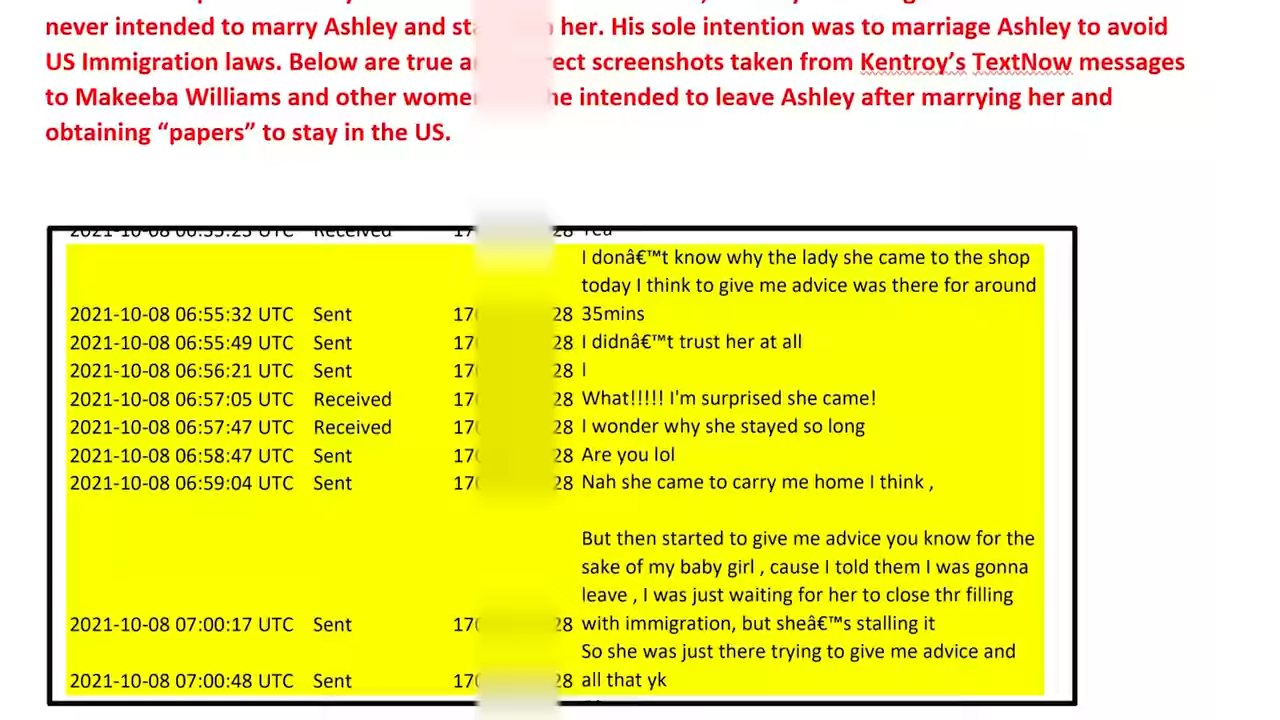 never intended to marry Ashley and her. His sole intention was to marriage Ashley to avoid
US Immigration laws. Below are true screenshots taken from Kentroy’s TextNow messages
to Makeeba Williams and other he intended to leave Ashley after marrying her and
obtaining “papers” to stay in the US.
2021-10-08 06:55:23 UTC Received 17 28 Yea
I donâ€™t know why the lady she came to the shop
today I think to give me advice was there for around
2021-10-08 06:55:32 UTC Sent 17 28 35mins
2021-10-08 06:55:49 UTC Sent 17 28 I didnâ€™t trust her at all
2021-10-08 06:56:21 UTC Sent 17 28 I
2021-10-08 06:57:05 UTC Received 17 28 What!!!!! I'm surprised she came!
2021-10-08 06:57:47 UTC Received 17 28 I wonder why she stayed so long
2021-10-08 06:58:47 UTC Sent 17 28 Are you lol
2021-10-08 06:59:04 UTC Sent 17 28 Nah she came to carry me home I think ,
But then started to give me advice you know for the
sake of my baby girl , cause I told them I was gonna
leave , I was just waiting for her to close thr filling
2021-10-08 07:00:17 UTC Sent 17 28 with immigration, but sheâ€™s stalling it
So she was just there trying to give me advice and
2021-10-08 07:00:48 UTC Sent 17 28 all that yk